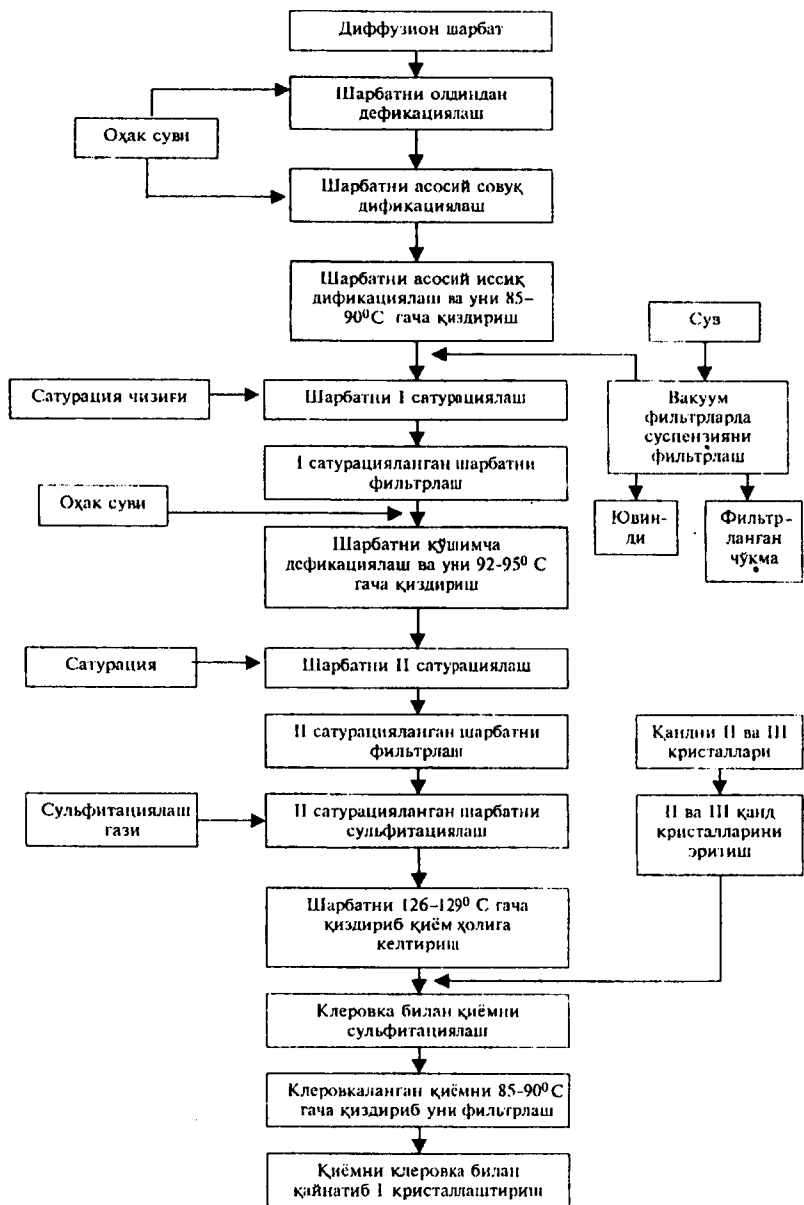 Диффузион шарбат
Шарбатни олдиндан
дефикациялаш
Оҳак суви
Шарбатни асосий совуқ
дификациялаш
Шарбатни асосий иссиқ
дификациялаш ва уни 85–
90⁰С гача қиздириш
Сув
Сатурация чизиғи
Шарбатни I сатурациялаш
Вакуум
фильтрларда
суспензияни
фильтрлаш
I сатурацияланган шарбатни
фильтрлаш
Оҳак суви
Ювин-
ди
Фильтр-
ланган
чўкма
Шарбатни қўшимча
дефикациялаш ва уни 92-95⁰ С
гача қиздириш
Сатурация
Шарбатни II сатурациялаш
II сатурацияланган шарбатни
фильтрлаш
Қандни II ва III
кристаллари
Сульфитациялаш
гази
II сатурацияланган шарбатни
сульфитациялаш
II ва III қанд
кристалларини
эритиш
Шарбатни 126–129⁰ С гача
қиздириб қиём ҳолига
келтириш
Клеровка билан қиёмни
сульфитациялаш
Клеровкаланган қиёмни 85-90⁰С
гача қиздириб уни фильтрлаш
Қиёмни клеровка билан
қайнатиб I кристаллаштириш